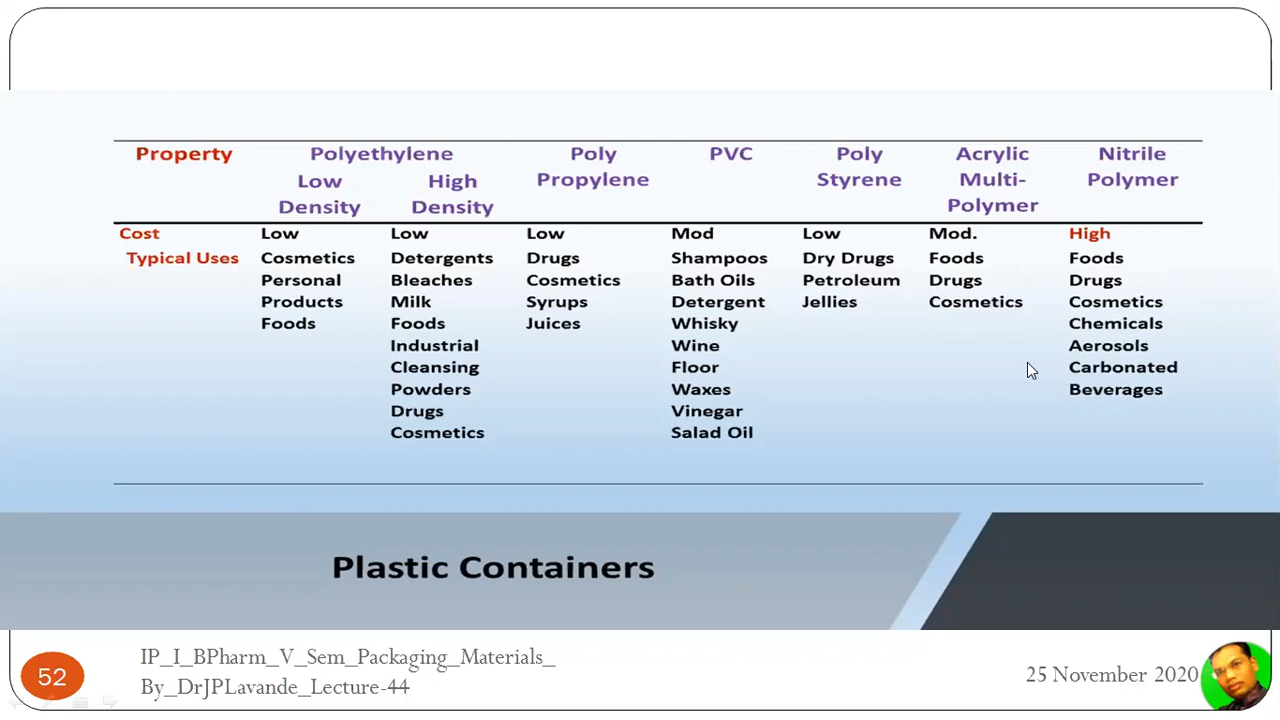 Property Polyethylene Poly PVC Poly Acrylic Nitrile
Low High Propylene Styrene Multi- Polymer
Density Density Polymer
Cost Low Low Low Mod Low Mod. High
Typical Uses Cosmetics Detergents Drugs Shampoos Dry Drugs Foods Foods
Personal Bleaches Cosmetics Bath Oils Petroleum Drugs Drugs
Products Milk Syrups Detergent Jellies Cosmetics Cosmetics
Foods Foods Juices Whisky Chemicals
Industrial Wine Aerosols
Cleansing Floor Carbonated
Powders Waxes Beverages
Drugs Vinegar
Cosmetics Salad Oil
Plastic Containers
52
IP_I_BPharm_V_Sem_Packaging_Materials_
By_DrJPLavande_Lecture-44
25 November 2020